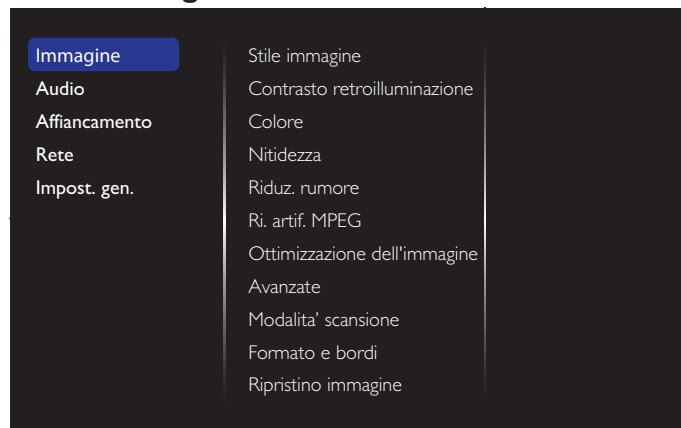 Immagine
Audio
Affiancamento
Rete
Impost. gen.
Stile immagine
Contrasto retroilluminazione
Colore
Nitidezza
Riduz. rumore
Ri. artif. MPEG
Ottimizzazione dell'immagine
Avanzate
Modalita’ scansione
Formato e bordi
Ripristino immagine